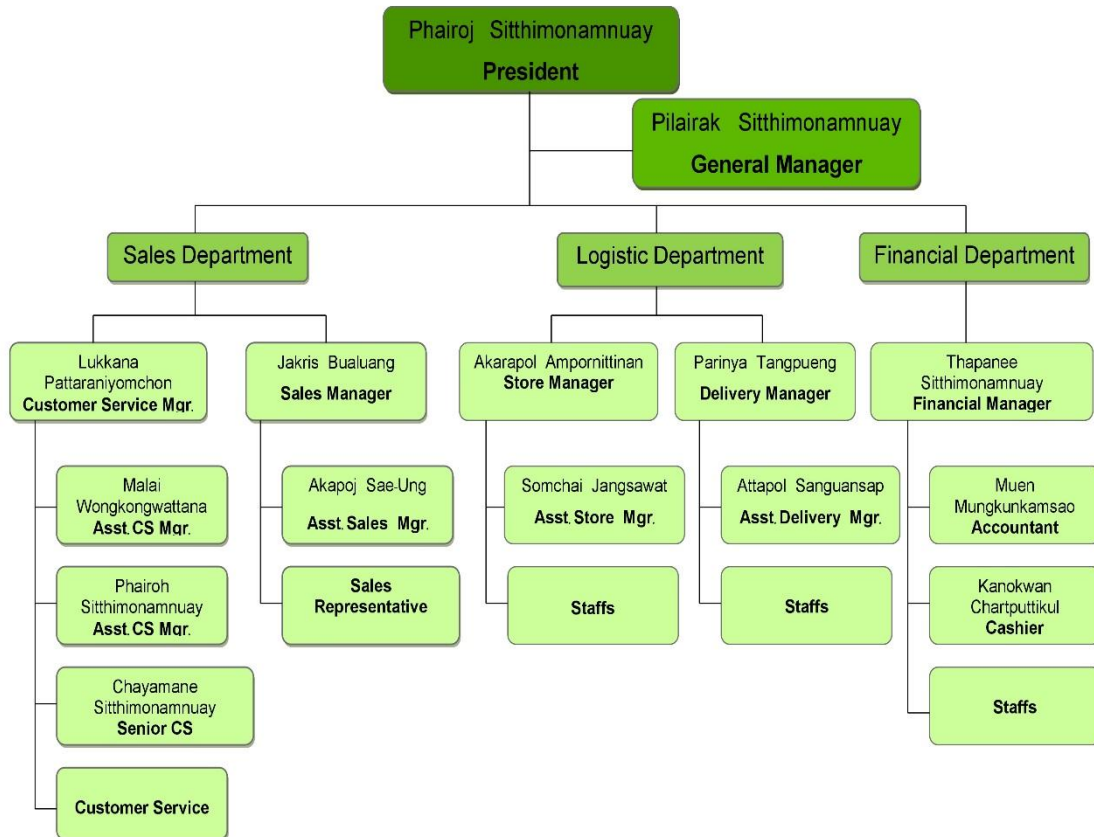 Phairoj Sitthimonamnuay
President
Pilairak Sitthimonamnuay
General Manager
Sales Department
Logistic Department
Financial Department
Lukkana
Pattaraniyomchon
Customer Service Mgr.
Jakris Bualuang
Sales Manager
Akarapol Ampornittinan
Store Manager
Parinya Tangpueng
Delivery Manager
Thapanee
Sitthimonamnuay
Financial Manager
Malai
Wongkongwattana
Asst. CS Mgr.
Akapoj Sae-Ung
Asst. Sales Mgr.
Somchai Jangsawat
Asst. Store Mgr.
Attapol Sanguansap
Asst. Delivery Mgr.
Muen
Mungkunkamsao
Accountant
Phairoh
Sitthimonamnuay
Asst. CS Mgr.
Sales
Representative
Staffs
Staffs
Kanokwan
Chartputtikul
Cashier
Chayamane
Sitthimonamnuay
Senior CS
Staffs
Customer Service